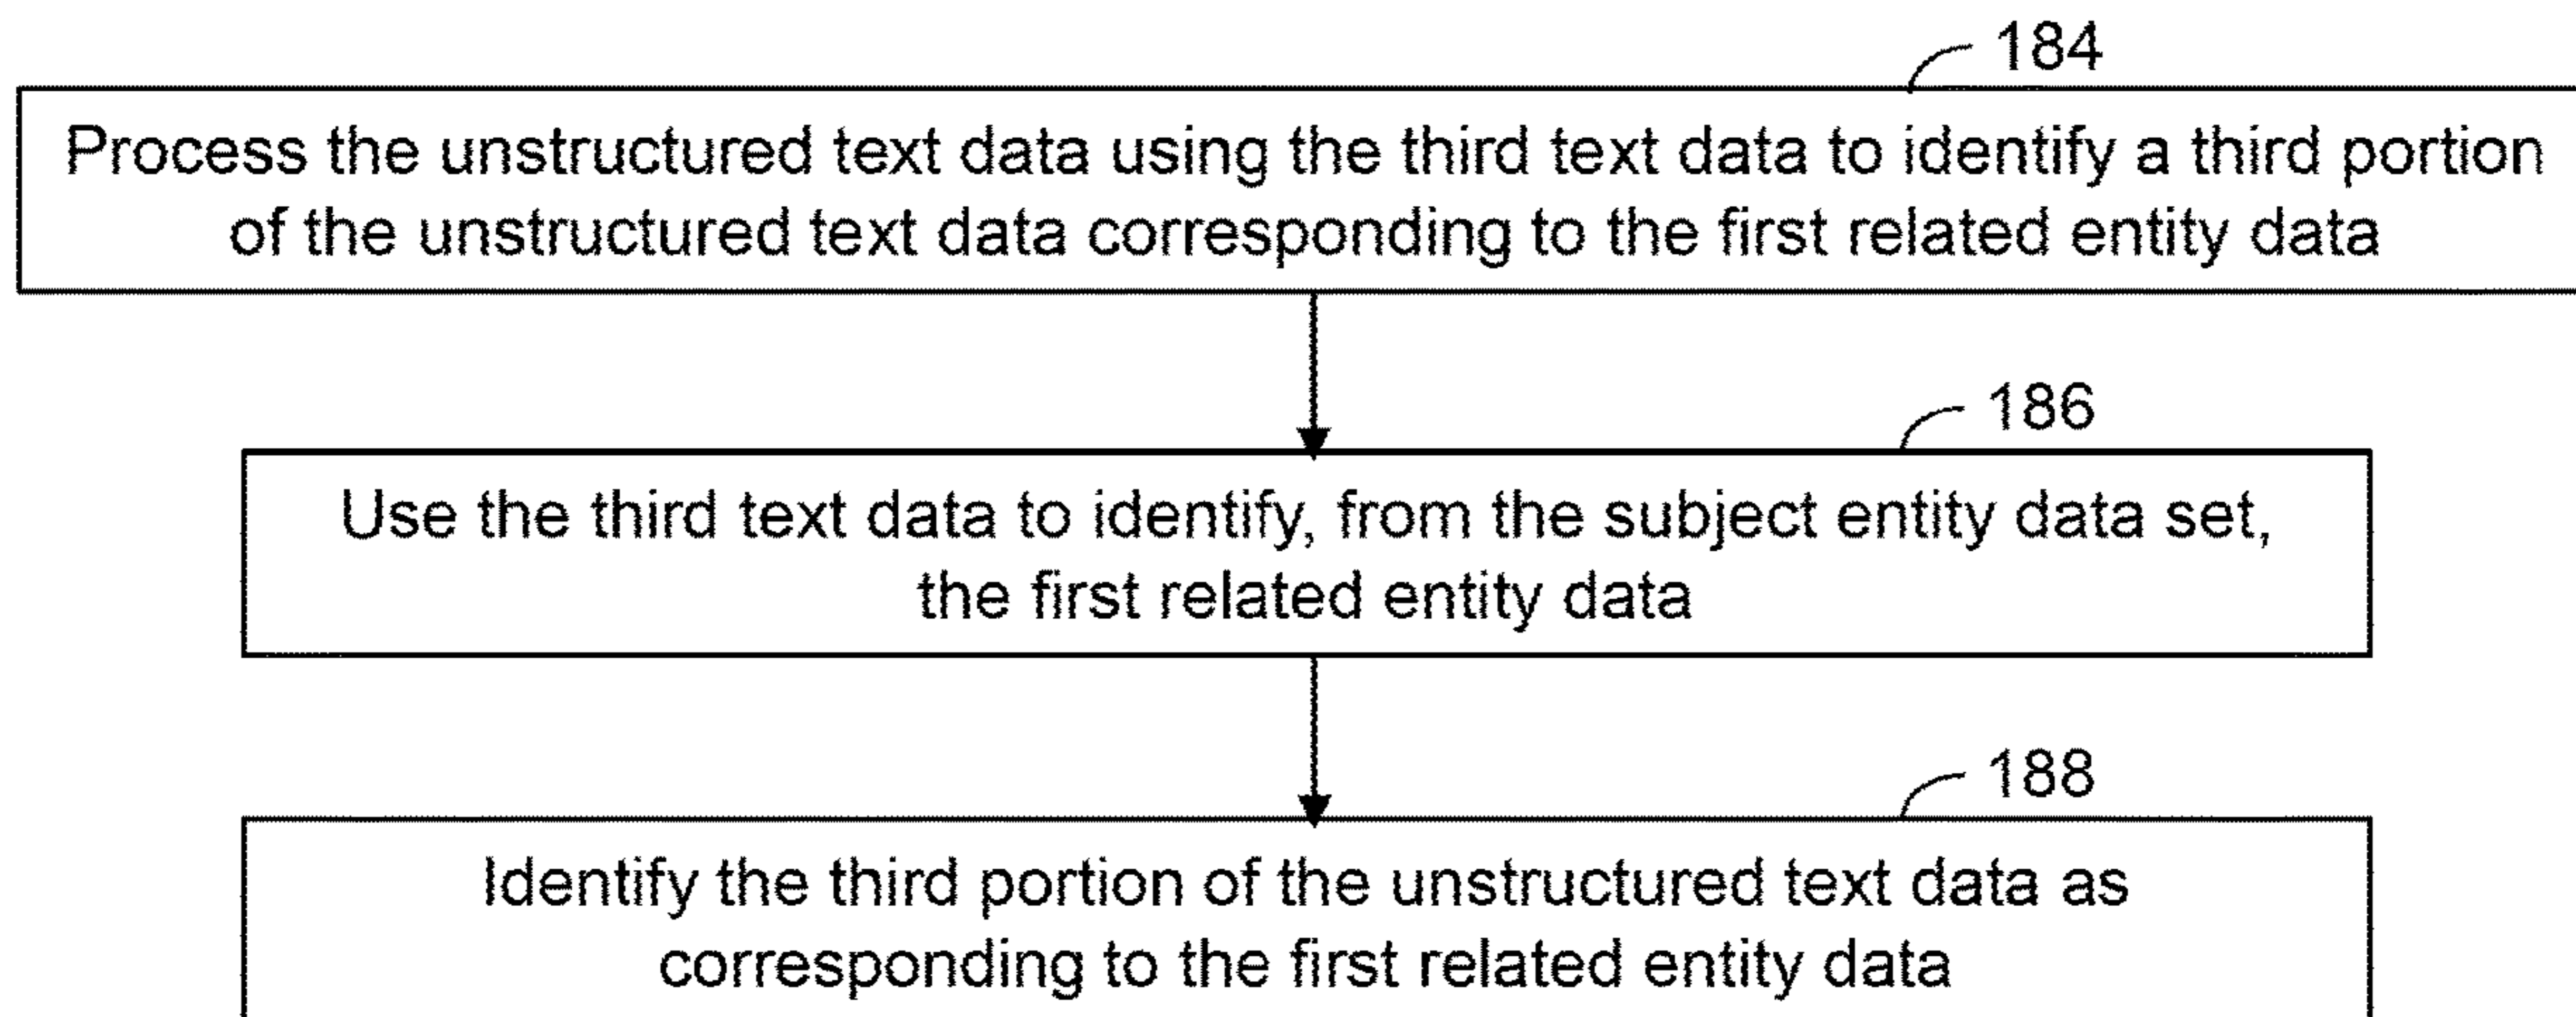 184
Process the unstructured text data using the third text data to identify a third portion
of the unstructured text data corresponding to the first related entity data
186
Use the third text data to identify, from the subject entity data set,
the first related entity data
188
Identify the third portion of the unstructured text data as
corresponding to the first related entity data